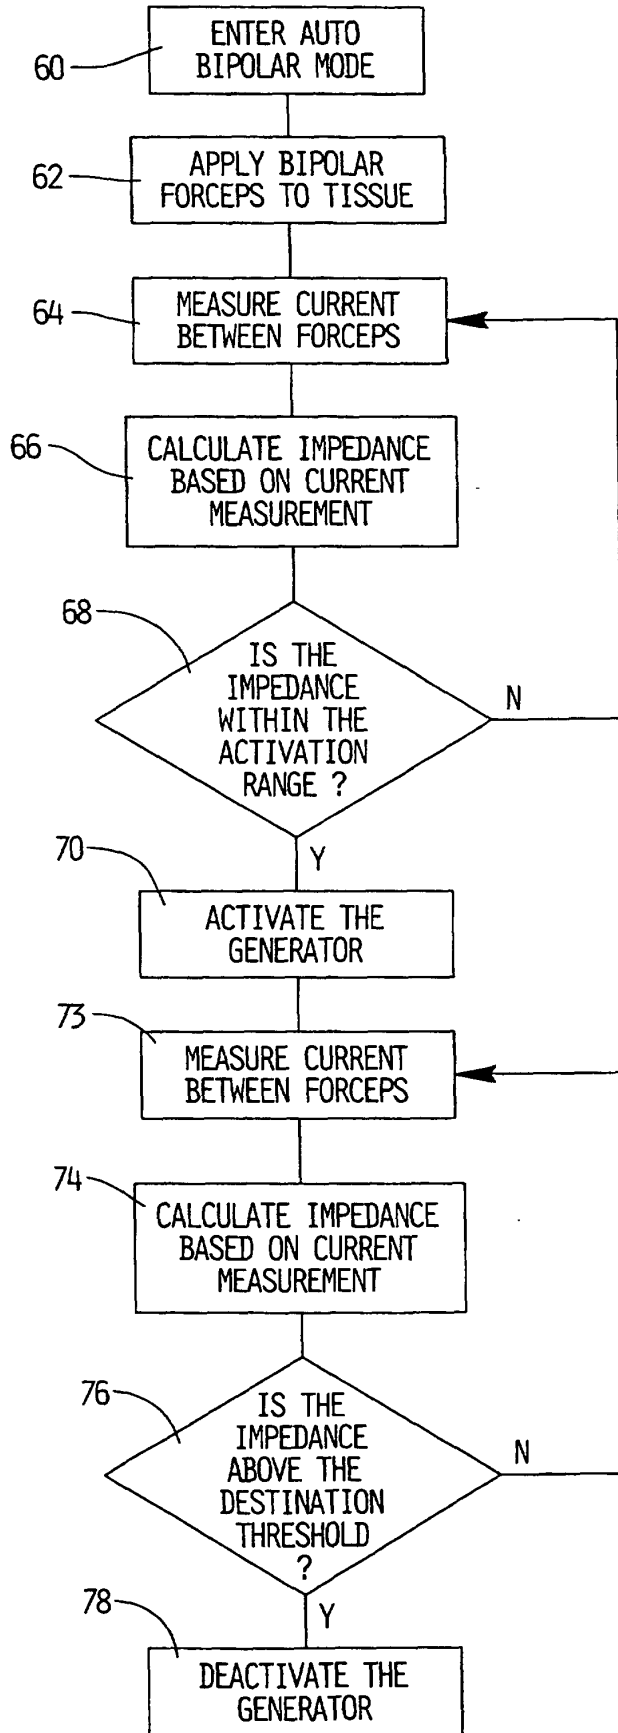 60
ENTER AUTO
BIPOLAR MODE
62
APPLY BIPOLAR
FORCEPS TO TISSUE
64
MEASURE CURRENT
BETWEEN FORCEPS
66
CALCULATE IMPEDANCE
BASED ON CURRENT
MEASUREMENT
68
IS THE
IMPEDANCE
WITHIN THE
ACTIVATION
RANGE ?
N
Y
70
ACTIVATE THE
GENERATOR
73
MEASURE CURRENT
BETWEEN FORCEPS
74
CALCULATE IMPEDANCE
BASED ON CURRENT
MEASUREMENT
76
IS THE
IMPEDANCE
ABOVE THE
DESTINATION
THRESHOLD
?
N
Y
78
DEACTIVATE THE
GENERATOR